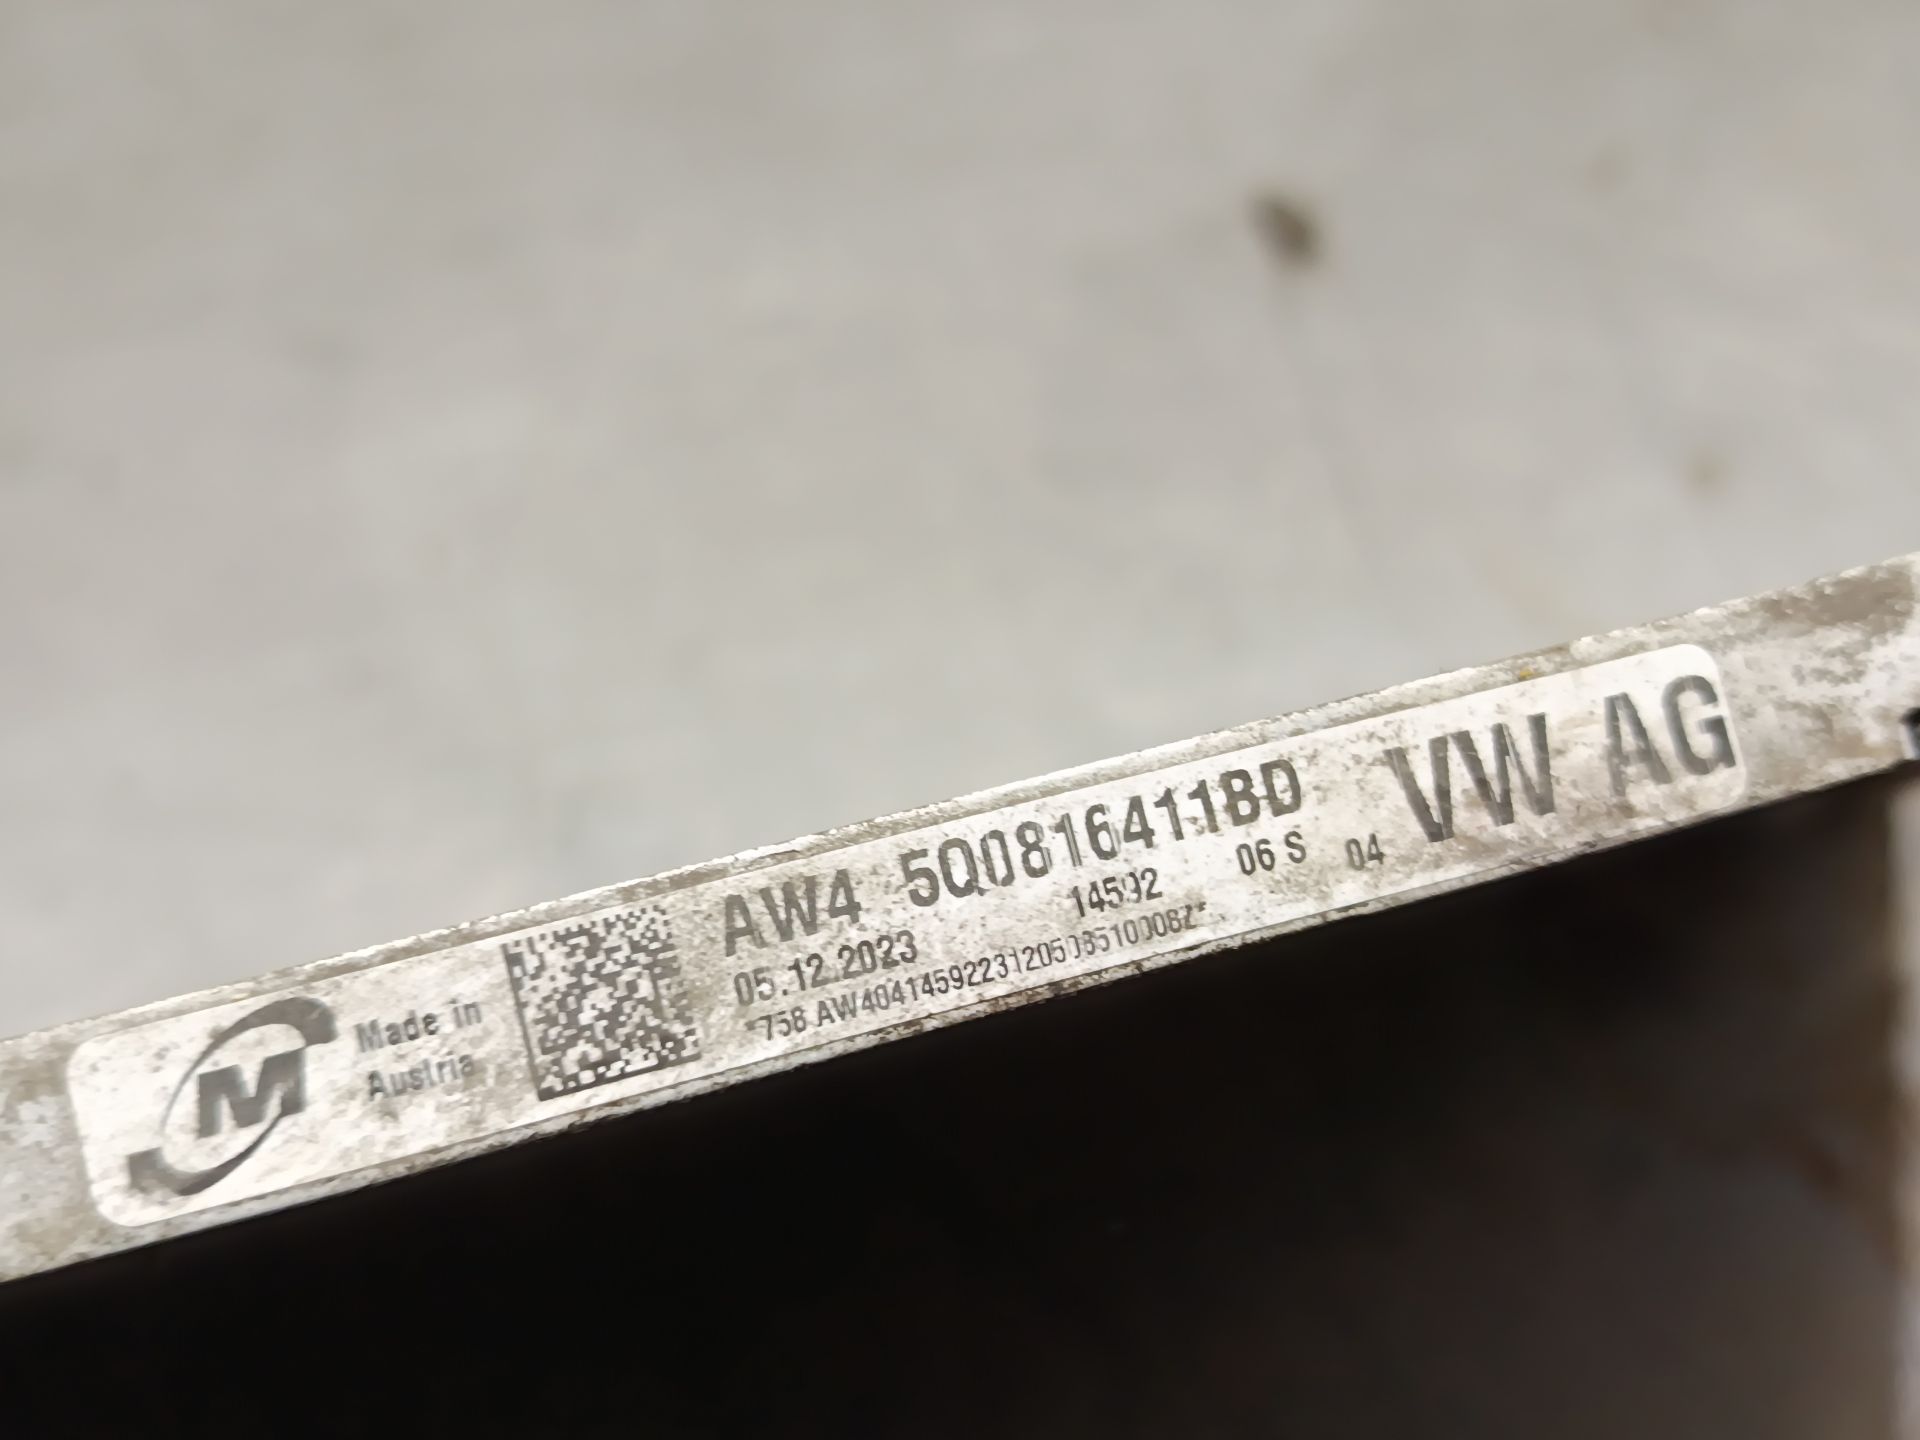 M
Made in
Austria
AW4 5Q0816411BD
05.12.2023 14592 06 S 04
VW AG